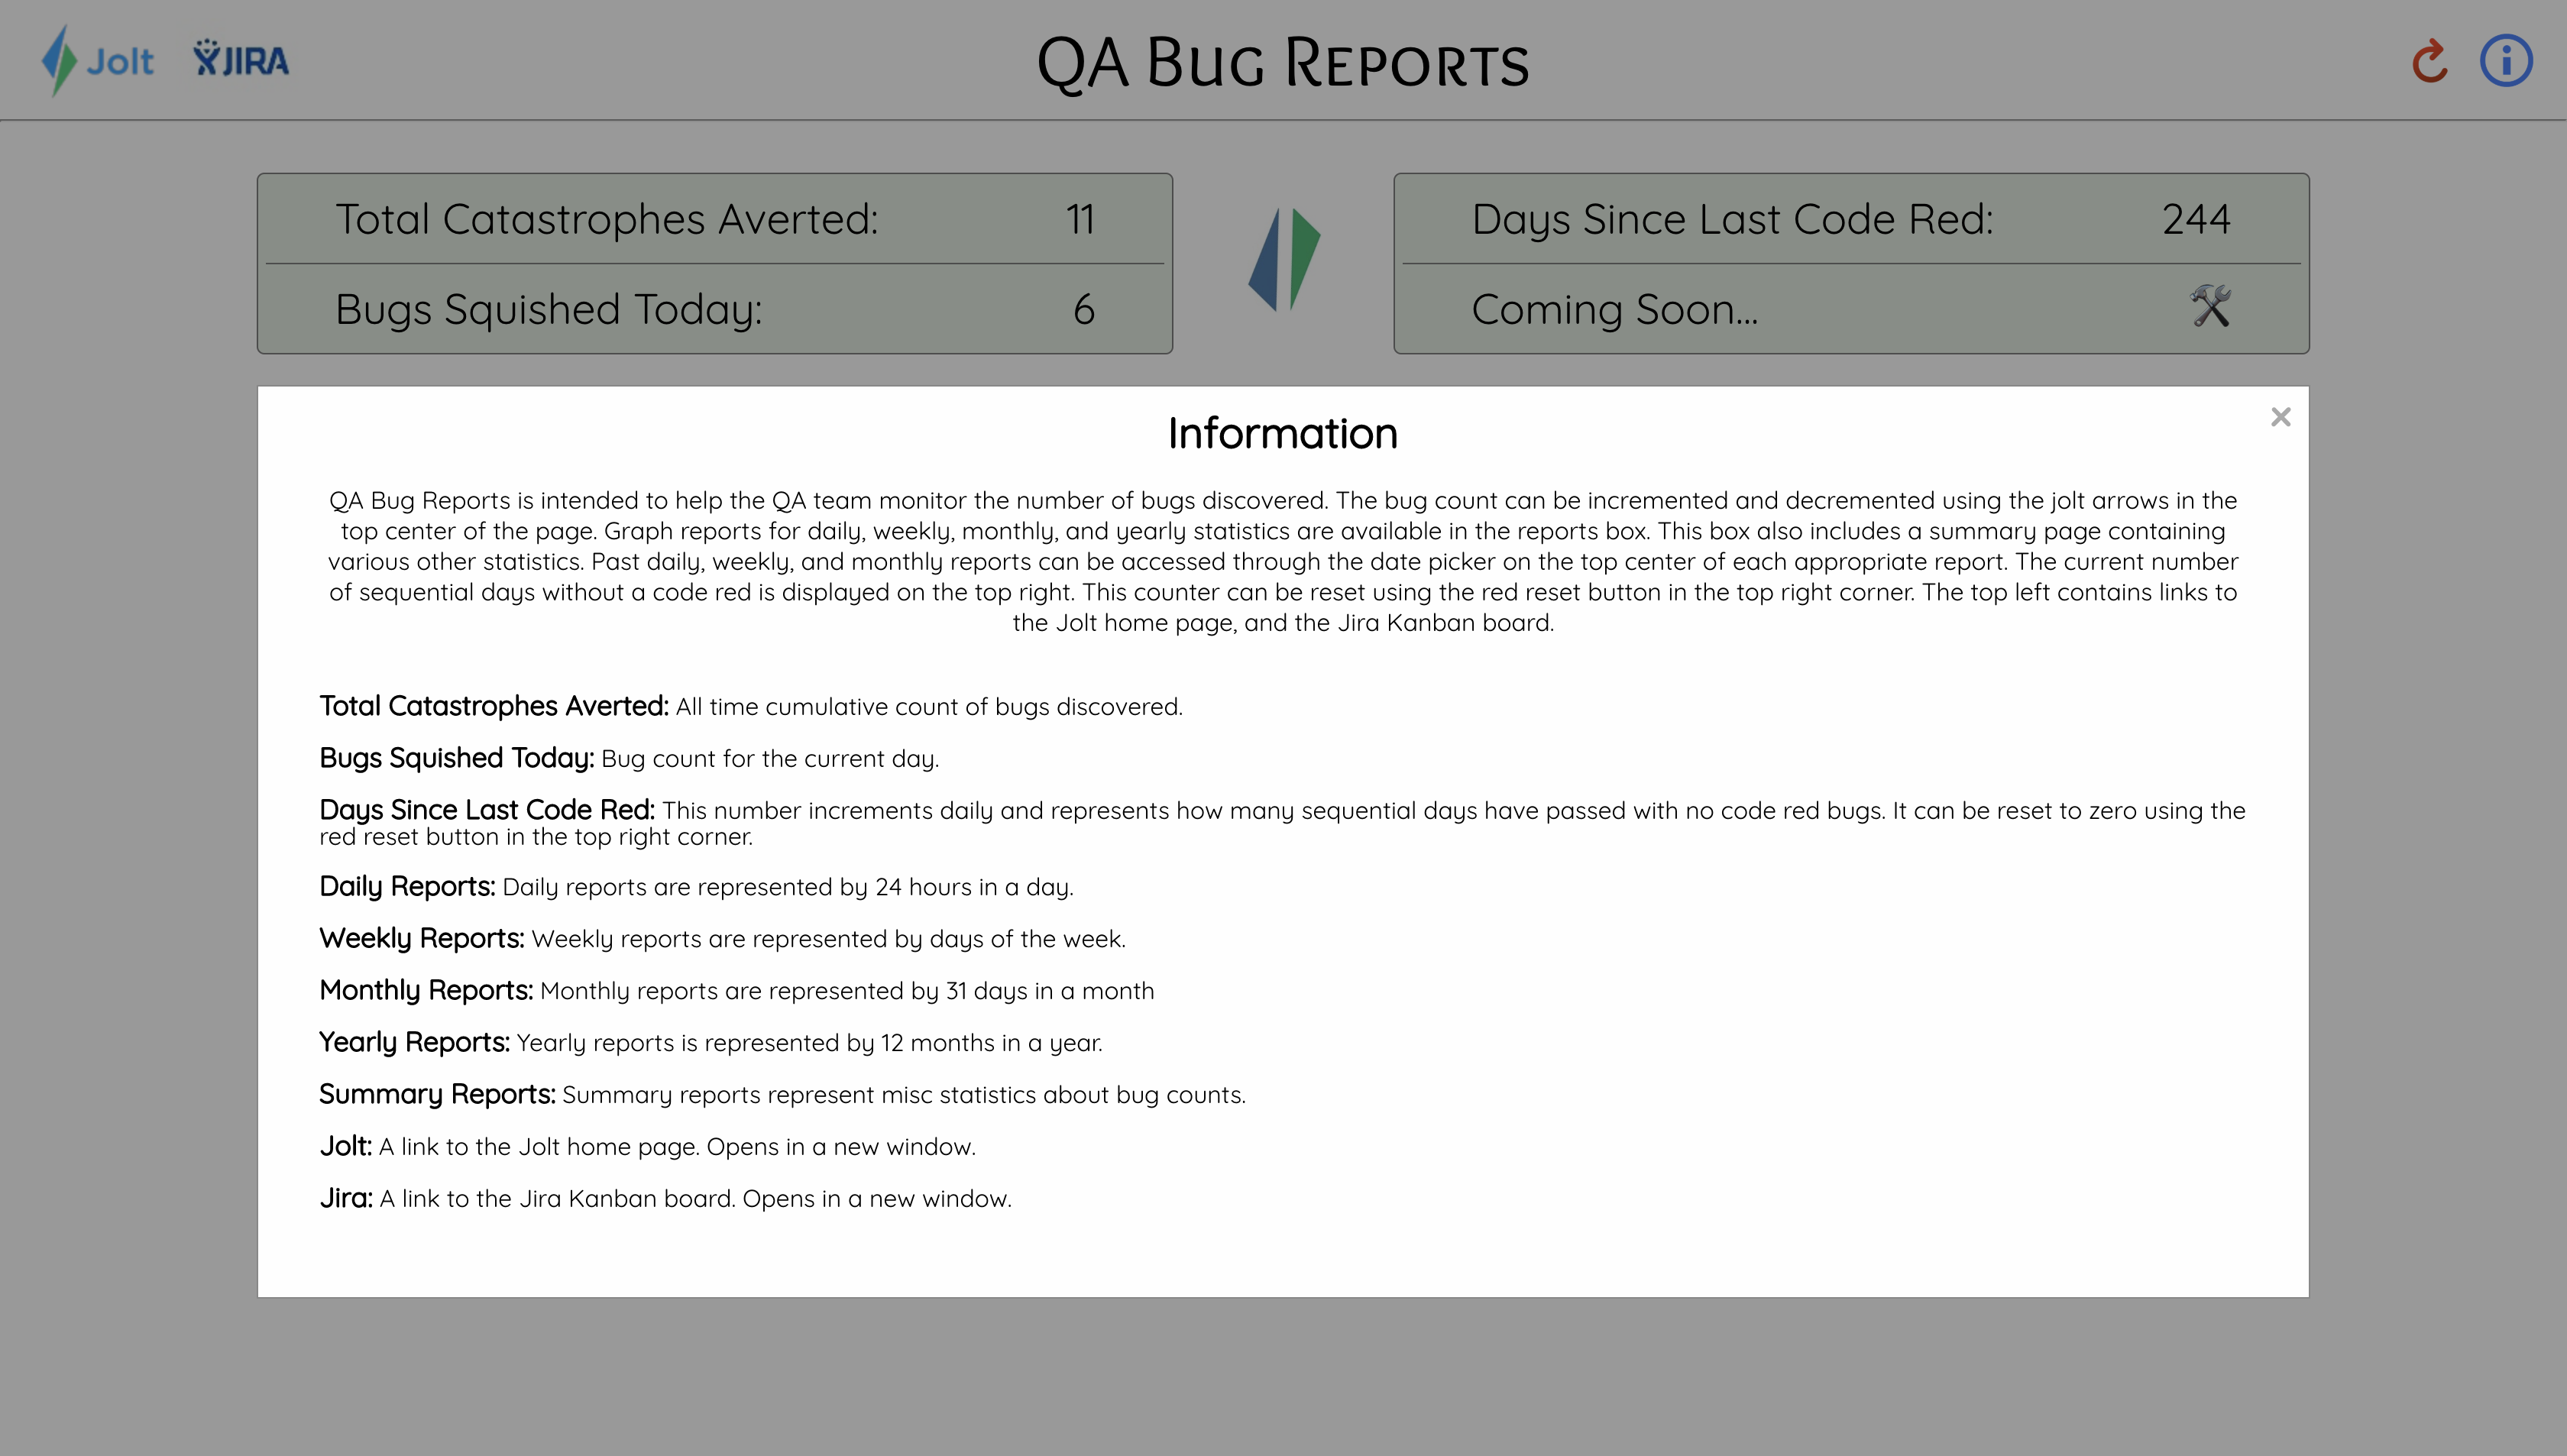 Jolt JIRA QA Bug Reports
Total Catastrophes Averted: 11
Bugs Squished Today: 6
Days Since Last Code Red: 244
Coming Soon...
Information
QA Bug Reports is intended to help the QA team monitor the number of bugs discovered. The bug count can be incremented and decremented using the jolt arrows in the
top center of the page. Graph reports for daily, weekly, monthly, and yearly statistics are available in the reports box. This box also includes a summary page containing
various other statistics. Past daily, weekly, and monthly reports can be accessed through the date picker on the top center of each appropriate report. The current number
of sequential days without a code red is displayed on the top right. This counter can be reset using the red reset button in the top right corner. The top left contains links to
the Jolt home page, and the Jira Kanban board.
Total Catastrophes Averted: All time cumulative count of bugs discovered.
Bugs Squished Today: Bug count for the current day.
Days Since Last Code Red: This number increments daily and represents how many sequential days have passed with no code red bugs. It can be reset to zero using the
red reset button in the top right corner.
Daily Reports: Daily reports are represented by 24 hours in a day.
Weekly Reports: Weekly reports are represented by days of the week.
Monthly Reports: Monthly reports are represented by 31 days in a month
Yearly Reports: Yearly reports is represented by 12 months in a year.
Summary Reports: Summary reports represent misc statistics about bug counts.
Jolt: A link to the Jolt home page. Opens in a new window.
Jira: A link to the Jira Kanban board. Opens in a new window.